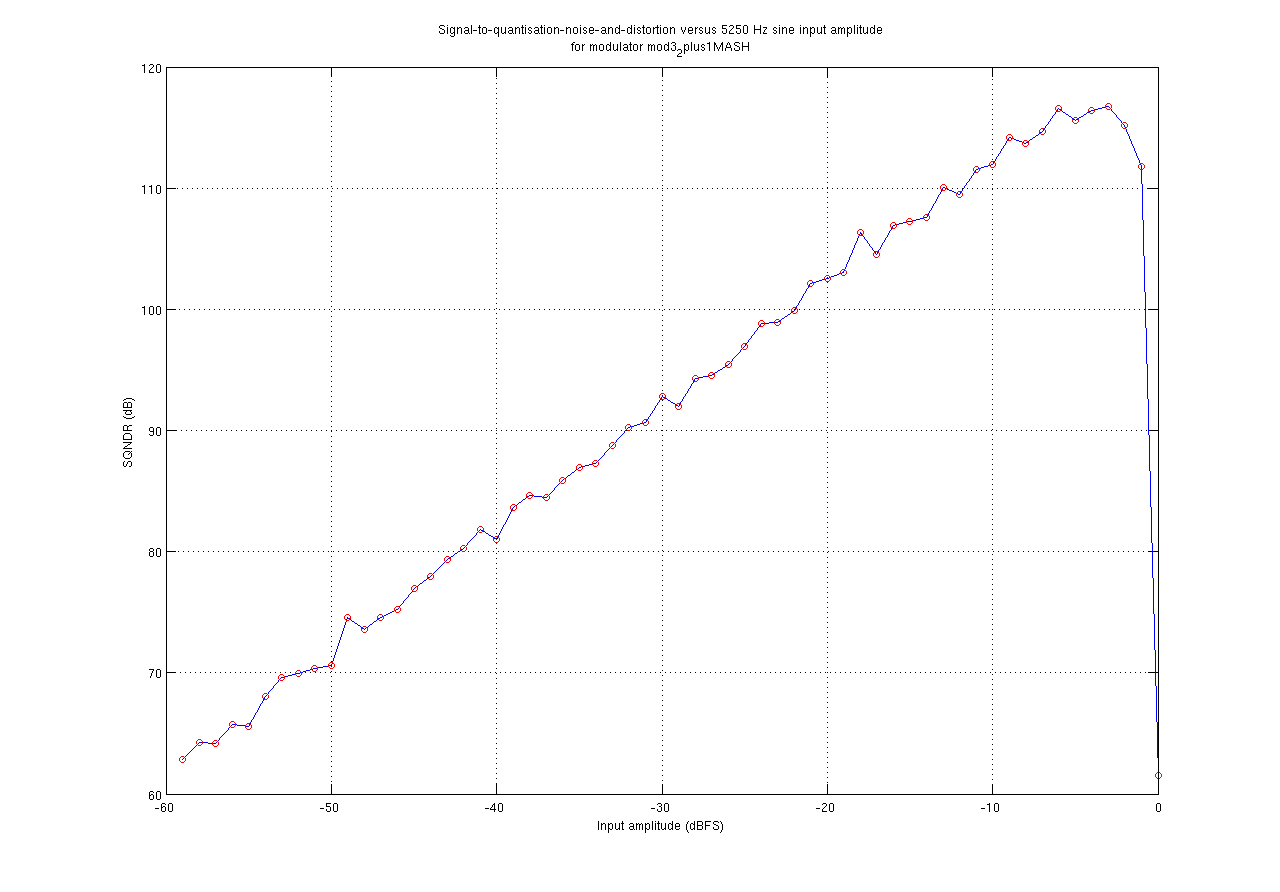 Signal-to-quantisation-noise-and-distortion versus 5250 Hz sine input amplitude
for modulator mod3₂plus1MASH
120
110
100
90
80
70
60
SQNDR (dB)
-60 -50 -40 -30 -20 -10 0
Input amplitude (dBFS)